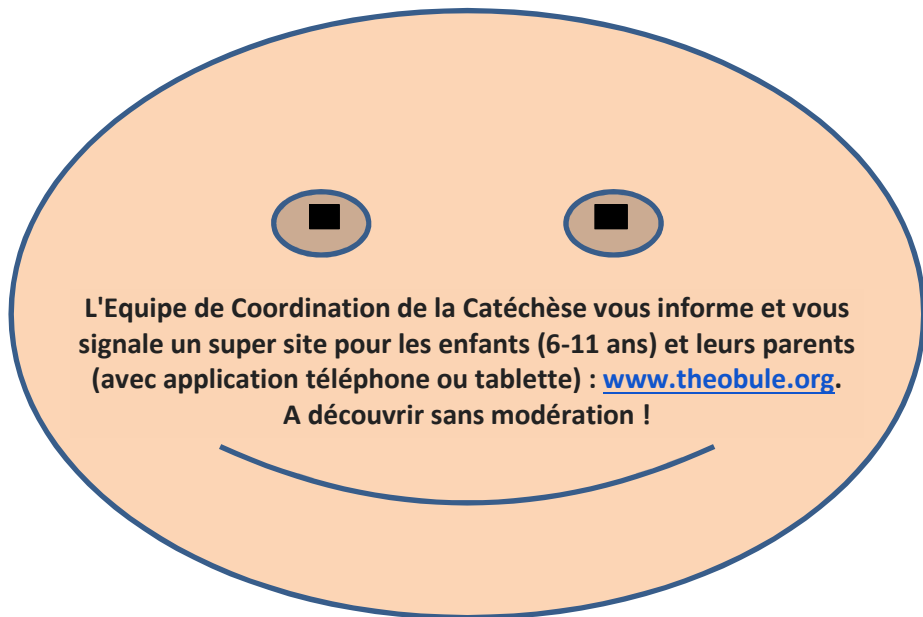 L'Equipe de Coordination de la Catéchèse vous informe et vous
signale un super site pour les enfants (6-11 ans) et leurs parents
(avec application téléphone ou tablette) : www.theobule.org.
A découvrir sans modération !